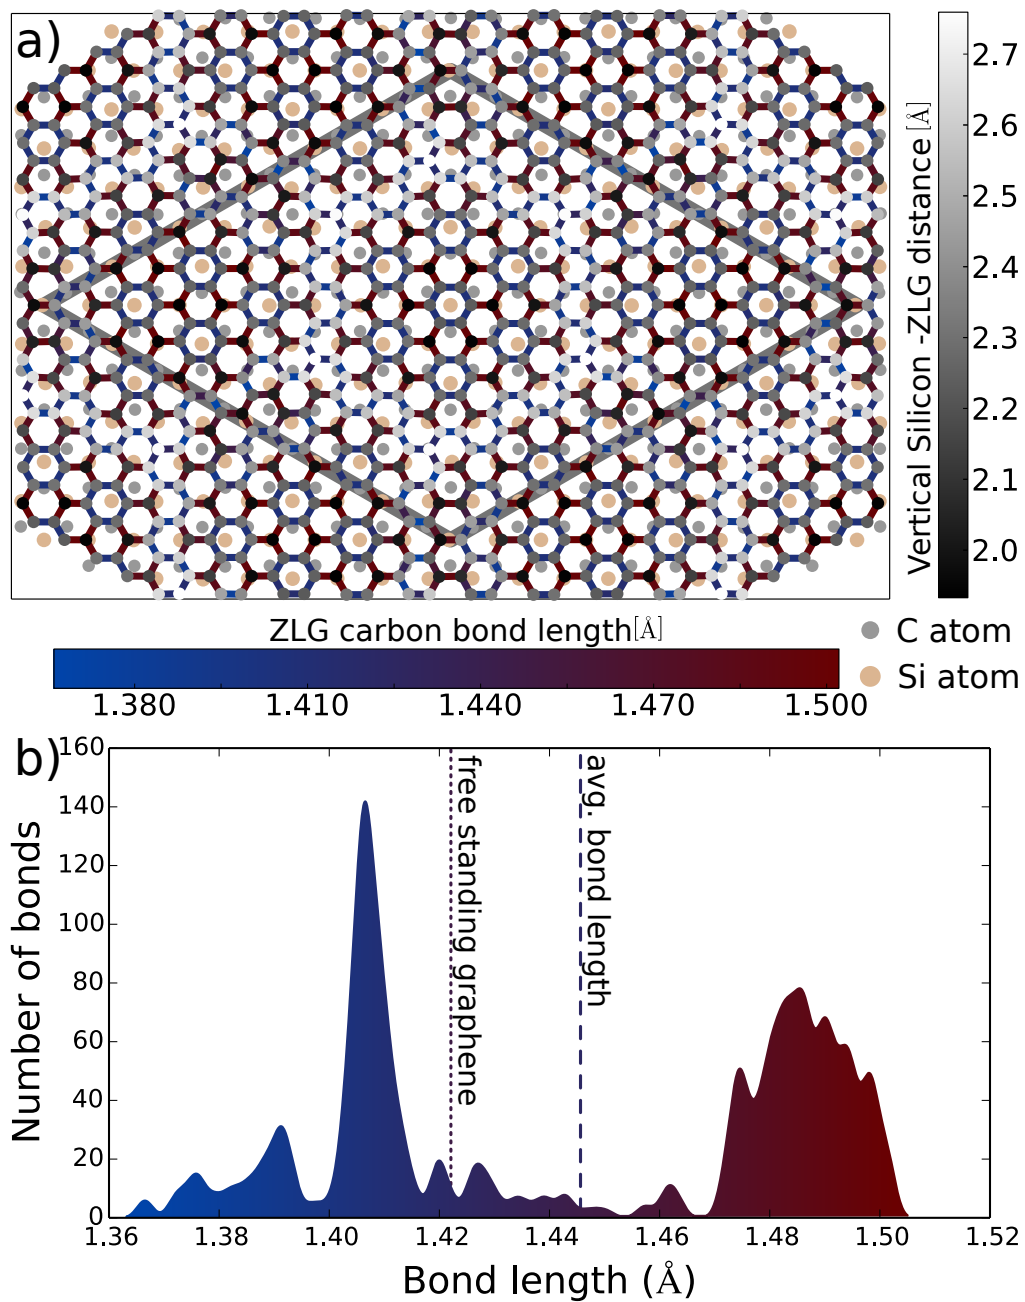 a)
Vertical Silicon -ZLG distance [Å]
2.7
2.6
2.5
2.4
2.3
2.2
2.1
2.0
ZLG carbon bond length[Å]
1.380 1.410 1.440 1.470 1.500
C atom
Si atom
b)
Number of bonds
160
140
120
100
80
60
40
20
0
free standing graphene
avg. bond length
1.36 1.38 1.40 1.42 1.44 1.46 1.48 1.50 1.52
Bond length (Å)